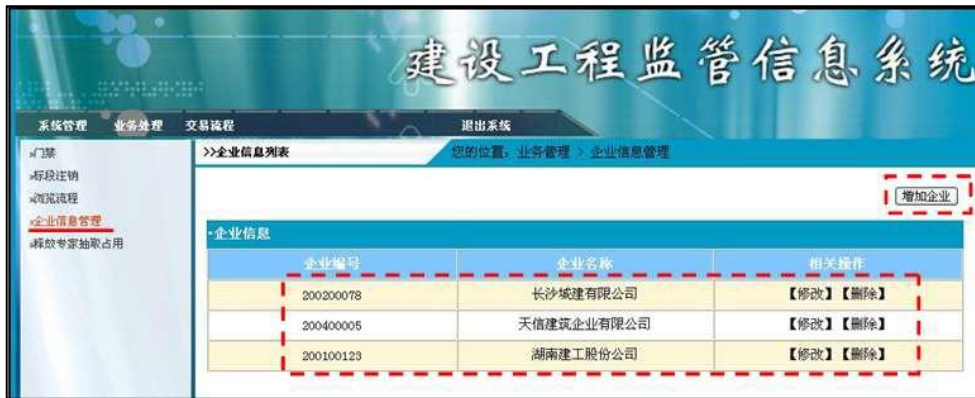 建设工程监管信息系统
系统管理 业务处理 交易流程 退出系统
»门禁
»标段注销
»浏览流程
»企业信息管理
»释放专家抽取占用
>>企业信息列表 您的位置：业务管理 > 企业信息管理
增加企业
企业信息
企业编号 企业名称 相关操作
200200078 长沙城建有限公司 【修改】【删除】
200400005 天信建筑企业有限公司 【修改】【删除】
200100123 湖南建工股份公司 【修改】【删除】